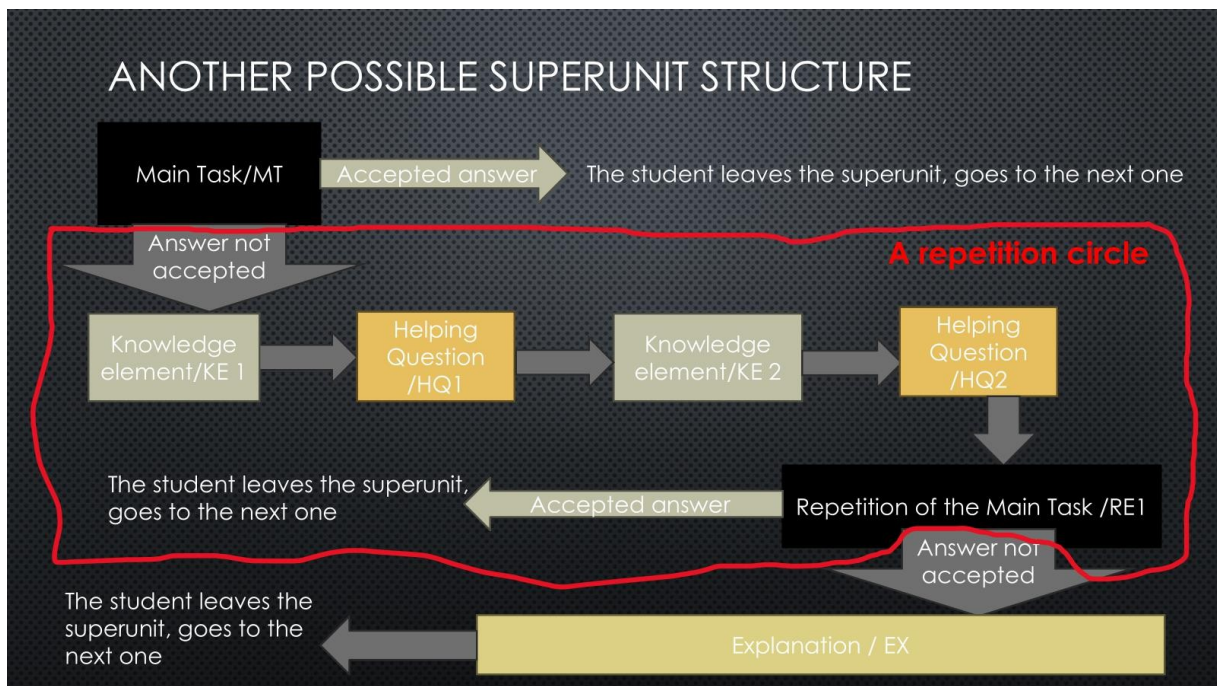 ANOTHER POSSIBLE SUPERUNIT STRUCTURE
Main Task/MT
Accepted answer
The student leaves the superunit, goes to the next one
Answer not
accepted
A repetition circle
Knowledge
element/KE 1
Helping
Question
/HQ1
Knowledge
element/KE 2
Helping
Question
/HQ2
The student leaves the superunit,
goes to the next one
Accepted answer
Repetition of the Main Task /RE1
Answer not
accepted
The student leaves the
superunit, goes to the
next one
Explanation / EX